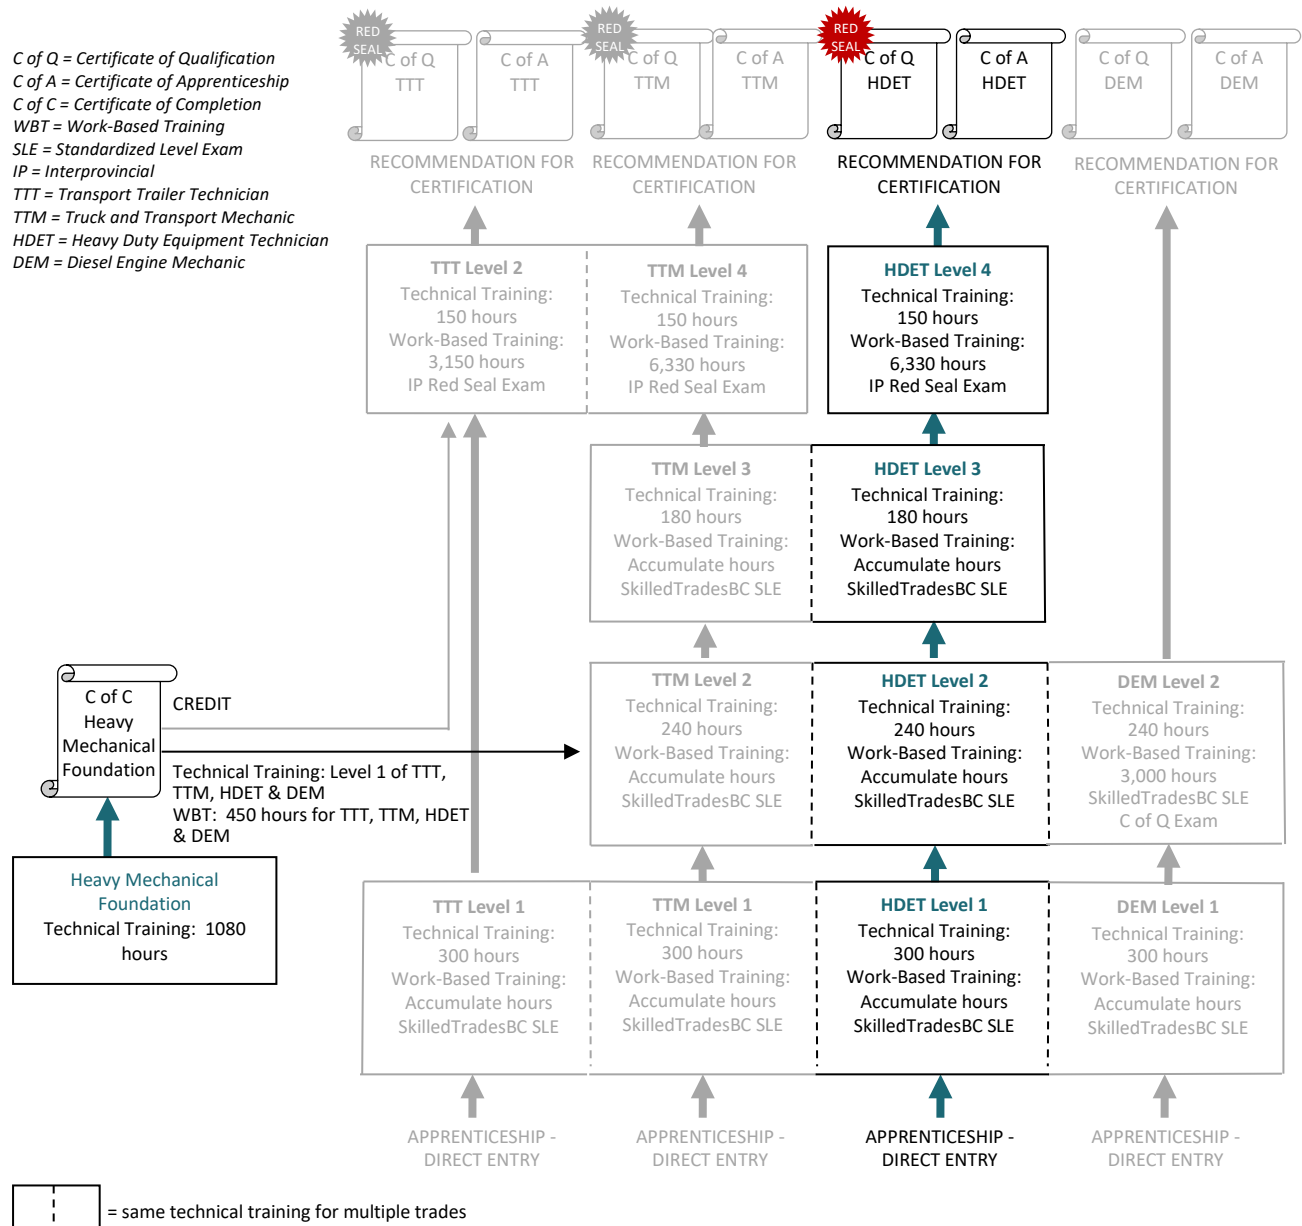 C of Q = Certificate of Qualification
C of A = Certificate of Apprenticeship
C of C = Certificate of Completion
WBT = Work-Based Training
SLE = Standardized Level Exam
IP = Interprovincial
TTT = Transport Trailer Technician
TTM = Truck and Transport Mechanic
HDET = Heavy Duty Equipment Technician
DEM = Diesel Engine Mechanic
RED
SEAL
C of Q
TTT
C of A
TTT
RECOMMENDATION FOR
CERTIFICATION
RED
SEAL
C of Q
TTM
C of A
TTM
RECOMMENDATION FOR
CERTIFICATION
RED
SEAL
C of Q
HDET
C of A
HDET
RECOMMENDATION FOR
CERTIFICATION
C of Q
DEM
C of A
DEM
RECOMMENDATION FOR
CERTIFICATION
TTT Level 2
Technical Training:
150 hours
Work-Based Training:
3,150 hours
IP Red Seal Exam
TTM Level 4
Technical Training:
150 hours
Work-Based Training:
6,330 hours
IP Red Seal Exam
HDET Level 4
Technical Training:
150 hours
Work-Based Training:
6,330 hours
IP Red Seal Exam
TTM Level 3
Technical Training:
180 hours
Work-Based Training:
Accumulate hours
SkilledTradesBC SLE
HDET Level 3
Technical Training:
180 hours
Work-Based Training:
Accumulate hours
SkilledTradesBC SLE
C of C
Heavy
Mechanical
Foundation
CREDIT
Technical Training: Level 1 of TTT,
TTM, HDET & DEM
WBT: 450 hours for TTT, TTM, HDET
& DEM
TTM Level 2
Technical Training:
240 hours
Work-Based Training:
Accumulate hours
SkilledTradesBC SLE
HDET Level 2
Technical Training:
240 hours
Work-Based Training:
Accumulate hours
SkilledTradesBC SLE
DEM Level 2
Technical Training:
240 hours
Work-Based Training:
3,000 hours
SkilledTradesBC SLE
C of Q Exam
Heavy Mechanical
Foundation
Technical Training: 1080
hours
TTT Level 1
Technical Training:
300 hours
Work-Based Training:
Accumulate hours
SkilledTradesBC SLE
TTM Level 1
Technical Training:
300 hours
Work-Based Training:
Accumulate hours
SkilledTradesBC SLE
HDET Level 1
Technical Training:
300 hours
Work-Based Training:
Accumulate hours
SkilledTradesBC SLE
DEM Level 1
Technical Training:
300 hours
Work-Based Training:
Accumulate hours
SkilledTradesBC SLE
APPRENTICESHIP -
DIRECT ENTRY
APPRENTICESHIP -
DIRECT ENTRY
APPRENTICESHIP -
DIRECT ENTRY
APPRENTICESHIP -
DIRECT ENTRY
= same technical training for multiple trades